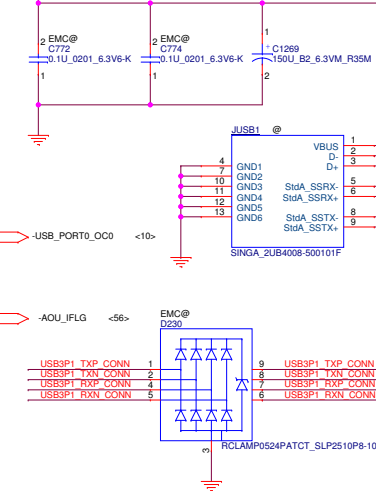 2 EMC@
C772
0.1U_0201_6.3V6-K
1
2 EMC@
C774
0.1U_0201_6.3V6-K
1
1
+ C1269
150U_B2_6.3VM_R35M
2
JUSB1 @
VBUS 1
D- 2
D+ 3
4 GND1
7 GND2
10 GND3
11 GND4
12 GND5
13 GND6
StdA_SSRX- 5
StdA_SSRX+ 6
StdA_SSTX- 8
StdA_SSTX+ 9
SINGA_2UB4008-500101F
-USB_PORT0_OC0 <10>
-AOU_IFLG <56>
EMC@
D230
USB3P1_TXP_CONN 1
USB3P1_TXN_CONN 2
USB3P1_RXP_CONN 4
USB3P1_RXN_CONN 5
9 USB3P1_TXP_CONN
8 USB3P1_TXN_CONN
7 USB3P1_RXP_CONN
6 USB3P1_RXN_CONN
3
RCLAMP0524PATCT_SLP2510P8-10